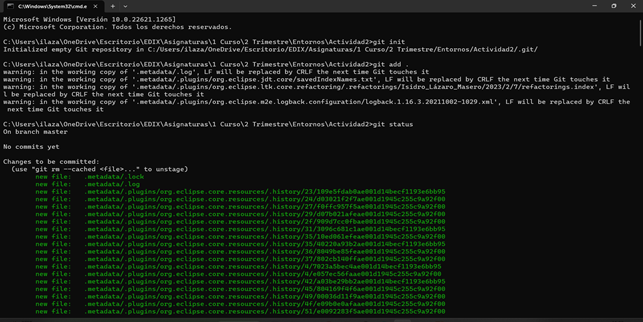 C:\Windows\System32\cmd.e
Microsoft Windows [Versión 10.0.22621.1265]
(c) Microsoft Corporation. Todos los derechos reservados.
C:\Users\ilaza\OneDrive\Escritorio\EDIX\Asignaturas\1 Curso\2 Trimestre\Entornos\Actividad2>git init
Initialized empty Git repository in C:/Users/ilaza/OneDrive/Escritorio/EDIX/Asignaturas/1 Curso/2 Trimestre/Entornos/Actividad2/.git/
C:\Users\ilaza\OneDrive\Escritorio\EDIX\Asignaturas\1 Curso\2 Trimestre\Entornos\Actividad2>git add .
warning: in the working copy of '.metadata/.log', LF will be replaced by CRLF the next time Git touches it
warning: in the working copy of '.metadata/.plugins/org.eclipse.jdt.core/savedIndexNames.txt', LF will be replaced by CRLF the next time Git touches it
warning: in the working copy of '.metadata/.plugins/org.eclipse.ltk.core.refactoring/.refactorings/Isidro_Lázaro_Masero/2023/2/7/refactorings.index', LF wil
l be replaced by CRLF the next time Git touches it
warning: in the working copy of '.metadata/.plugins/org.eclipse.m2e.logback.configuration/logback.1.16.3.20211002-1029.xml', LF will be replaced by CRLF the
next time Git touches it
C:\Users\ilaza\OneDrive\Escritorio\EDIX\Asignaturas\1 Curso\2 Trimestre\Entornos\Actividad2>git status
On branch master
No commits yet
Changes to be committed:
(use "git rm --cached <file>..." to unstage)
new file: .metadata/.lock
new file: .metadata/.log
new file: .metadata/.plugins/org.eclipse.core.resources/.history/23/109e5fdab0ae001d14becf1193e6bb95
new file: .metadata/.plugins/org.eclipse.core.resources/.history/24/d03021f2f7ae001d1945c255c9a92f00
new file: .metadata/.plugins/org.eclipse.core.resources/.history/27/f0ffc957f5ae001d1945c255c9a92f00
new file: .metadata/.plugins/org.eclipse.core.resources/.history/29/d07b021afeae001d1945c255c9a92f00
new file: .metadata/.plugins/org.eclipse.core.resources/.history/2f/909d7cc0fbae001d1945c255c9a92f00
new file: .metadata/.plugins/org.eclipse.core.resources/.history/31/3096c681c1ae001d14becf1193e6bb95
new file: .metadata/.plugins/org.eclipse.core.resources/.history/33/10ed061efeae001d1945c255c9a92f00
new file: .metadata/.plugins/org.eclipse.core.resources/.history/35/40220a93b2ae001d14becf1193e6bb95
new file: .metadata/.plugins/org.eclipse.core.resources/.history/36/8049be85feae001d1945c255c9a92f00
new file: .metadata/.plugins/org.eclipse.core.resources/.history/37/802cb140ffae001d1945c255c9a92f00
new file: .metadata/.plugins/org.eclipse.core.resources/.history/4/7023a5bec4ae001d14becf1193e6bb95
new file: .metadata/.plugins/org.eclipse.core.resources/.history/4/e057ec56faae001d1945c255c9a92f00
new file: .metadata/.plugins/org.eclipse.core.resources/.history/42/a03be29bb2ae001d14becf1193e6bb95
new file: .metadata/.plugins/org.eclipse.core.resources/.history/45/804169f4f6ae001d1945c255c9a92f00
new file: .metadata/.plugins/org.eclipse.core.resources/.history/49/00036d11f9ae001d1945c255c9a92f00
new file: .metadata/.plugins/org.eclipse.core.resources/.history/4f/e09b0e0afaae001d1945c255c9a92f00
new file: .metadata/.plugins/org.eclipse.core.resources/.history/51/e0092283f5ae001d1945c255c9a92f00